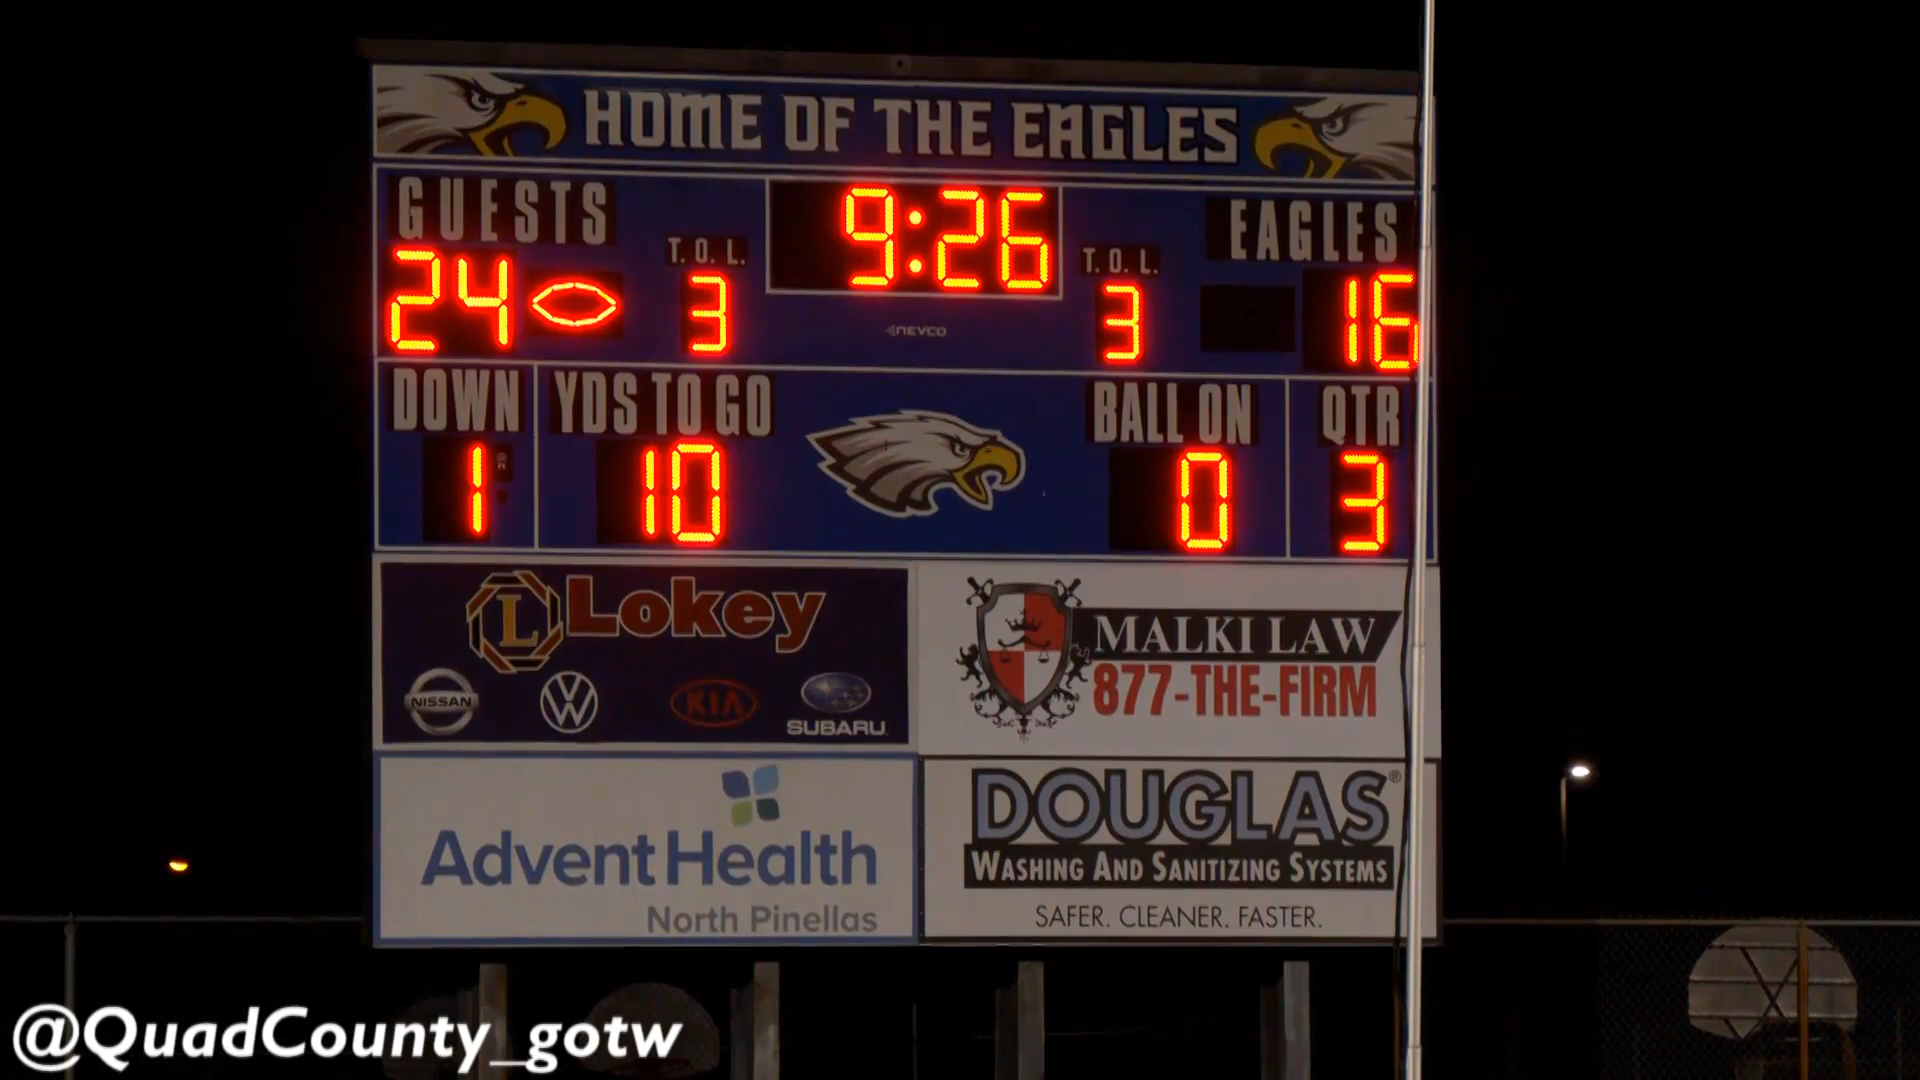 HOME OF THE EAGLES
GUESTS
9:26
EAGLES
T. O. L.
T. O. L.
24
3
3
16
NEVCO
DOWN
YDS TO GO
BALL ON
QTR
1
10
0
3
L Lokey
NISSAN
VW
KIA
SUBARU
MALKI LAW
877-THE-FIRM
AdventHealth
North Pinellas
DOUGLAS®
WASHING AND SANITIZING SYSTEMS
SAFER. CLEANER. FASTER.
@QuadCounty_gotw